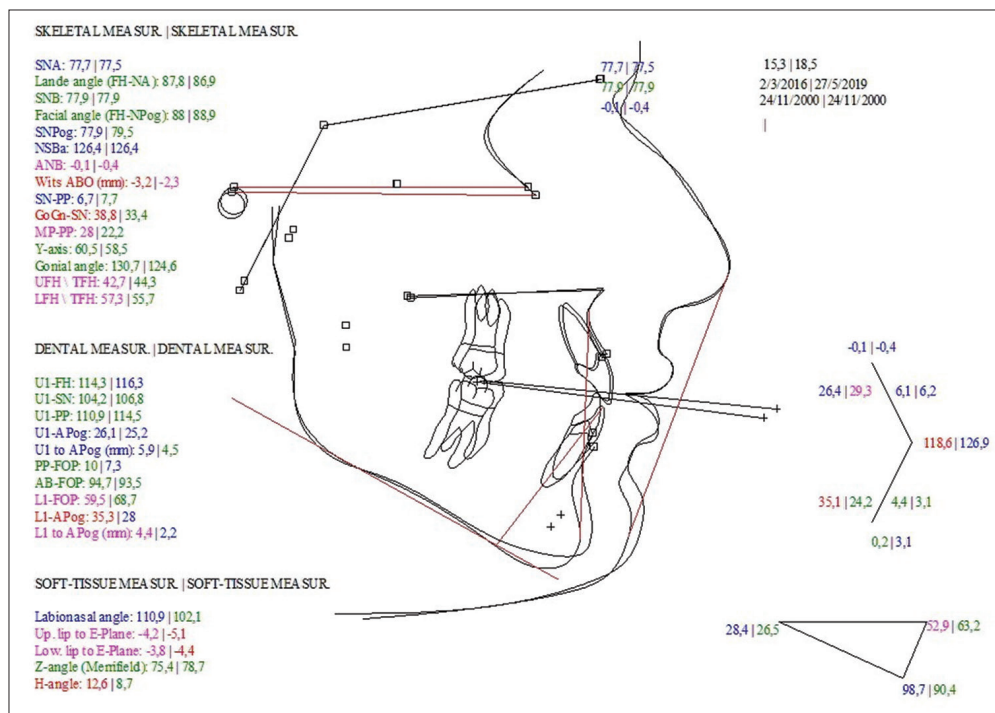 SKELETAL MEASUR. | SKELETAL MEASUR.
SNA: 77,7 | 77,5
Lande angle (FH-NA): 87,8 | 86,9
SNB: 77,9 | 77,9
Facial angle (FH-NPog): 88 | 88,9
SNPog: 77,9 | 79,5
NSBa: 126,4 | 126,4
ANB: -0,1 | -0,4
Wits ABO (mm): -3,2 | -2,3
SN-PP: 6,7 | 7,7
GoGn-SN: 38,8 | 33,4
MP-PP: 28 | 22,2
Y-axis: 60,5 | 58,5
Gonial angle: 130,7 | 124,6
UFH \ TFH: 42,7 | 44,3
LFH \ TFH: 57,3 | 55,7
DENTAL MEASUR. | DENTAL MEASUR.
U1-FH: 114,3 | 116,3
U1-SN: 104,2 | 106,8
U1-PP: 110,9 | 114,5
U1-APog: 26,1 | 25,2
U1 to APog (mm): 5,9 | 4,5
PP-FOP: 10 | 7,3
AB-FOP: 94,7 | 93,5
L1-FOP: 59,5 | 68,7
L1-APog: 35,3 | 28
L1 to APog (mm): 4,4 | 2,2
SOFT-TISSUE MEASUR. | SOFT-TISSUE MEASUR.
Labionasal angle: 110,9 | 102,1
Up. lip to E-Plane: -4,2 | -5,1
Low. lip to E-Plane: -3,8 | -4,4
Z-angle (Merrifield): 75,4 | 78,7
H-angle: 12,6 | 8,7
77,7 | 77,5
77,9 | 77,9
-0,1 | -0,4
15,3 | 18,5
2/3/2016 | 27/5/2019
24/11/2000 | 24/11/2000
|
-0,1 | -0,4
26,4 | 29,3
6,1 | 6,2
118,6 | 126,9
35,1 | 24,2
4,4 | 3,1
0,2 | 3,1
28,4 | 26,5
52,9 | 63,2
98,7 | 90,4